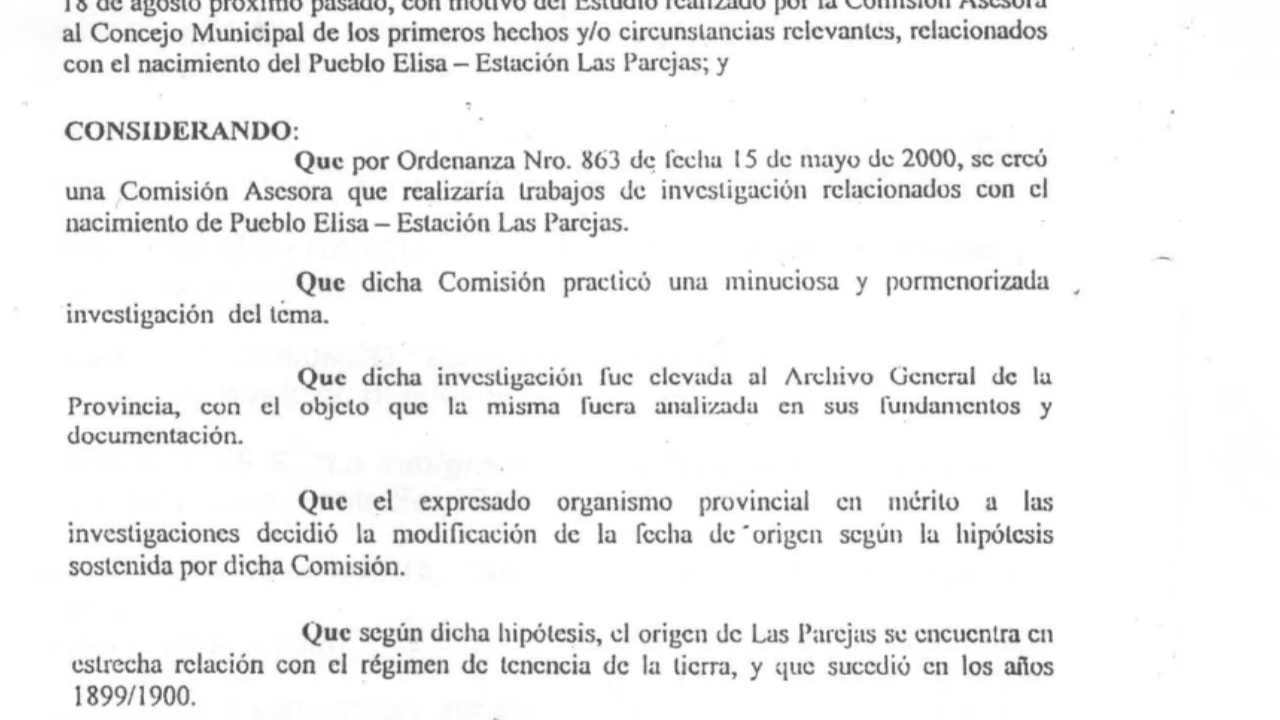 18 de agosto próximo pasado, con motivo del Estudio realizado por la Comisión Asesora
al Concejo Municipal de los primeros hechos y/o circunstancias relevantes, relacionados
con el nacimiento del Pueblo Elisa – Estación Las Parejas; y
CONSIDERANDO:
Que por Ordenanza Nro. 863 de fecha 15 de mayo de 2000, se creó
una Comisión Asesora que realizaría trabajos de investigación relacionados con el
nacimiento de Pueblo Elisa – Estación Las Parejas.
Que dicha Comisión practicó una minuciosa y pormenorizada
investigación del tema.
Que dicha investigación fue elevada al Archivo General de la
Provincia, con el objeto que la misma fuera analizada en sus fundamentos y
documentación.
Que el expresado organismo provincial en mérito a las
investigaciones decidió la modificación de la fecha de origen según la hipótesis
sostenida por dicha Comisión.
Que según dicha hipótesis, el origen de Las Parejas se encuentra en
estrecha relación con el régimen de tenencia de la tierra, y que sucedió en los años
1899/1900.